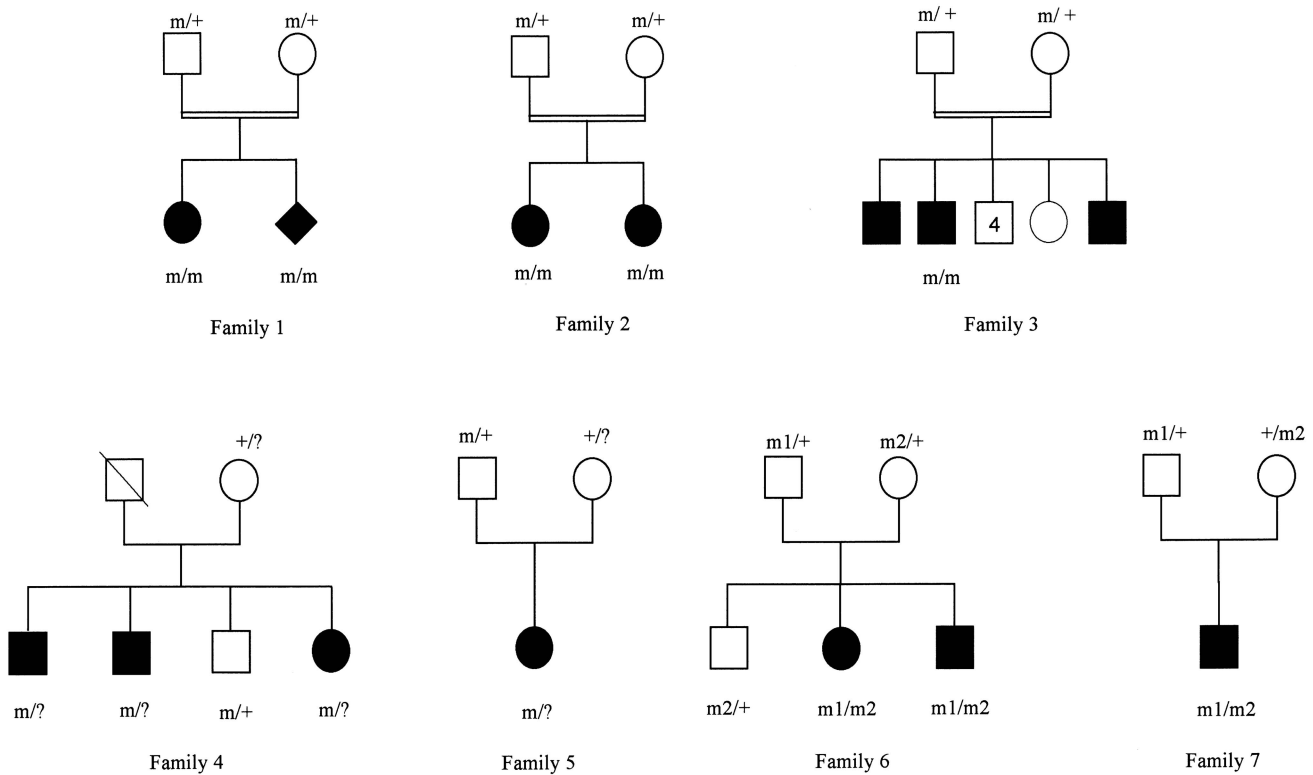 m/+ m/+ m/+ m/+ m/ + m/ +
4
m/m m/m m/m m/m m/m
Family 1 Family 2 Family 3
+/? m/+ +/? m1/+ m2/+ m1/+ +/m2
m/? m/? m/+ m/? m/? m2/+ m1/m2 m1/m2 m1/m2
Family 4 Family 5 Family 6 Family 7